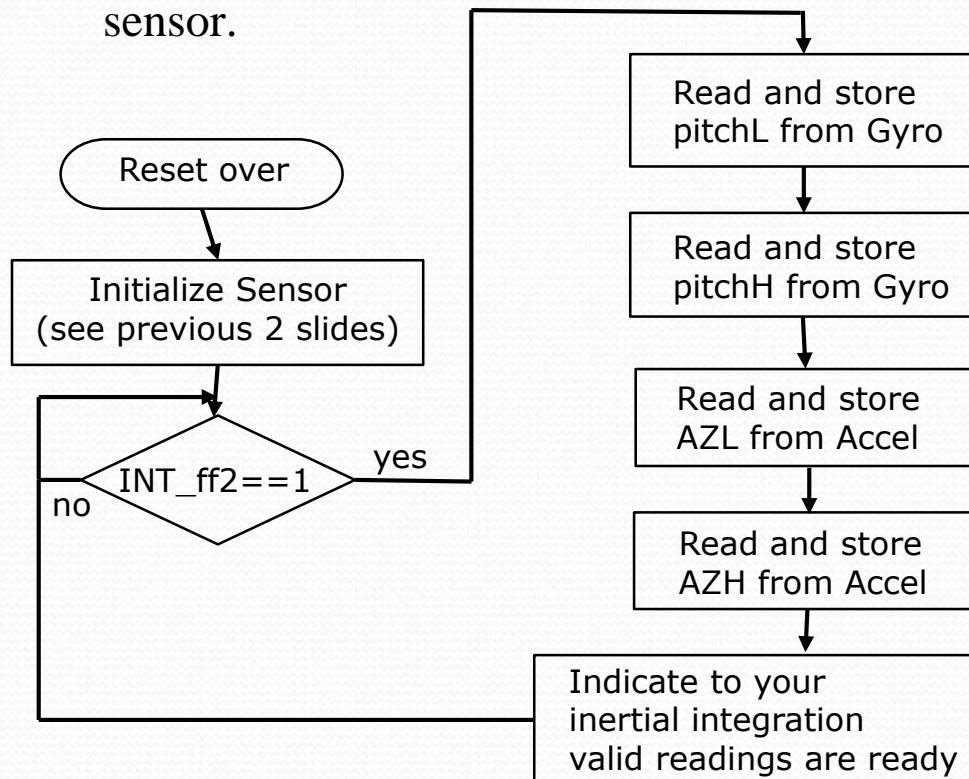 sensor.
Reset over
Initialize Sensor
(see previous 2 slides)
INT_ff2==1
yes
no
Read and store
pitchL from Gyro
Read and store
pitchH from Gyro
Read and store
AZL from Accel
Read and store
AZH from Accel
Indicate to your
inertial integration
valid readings are ready